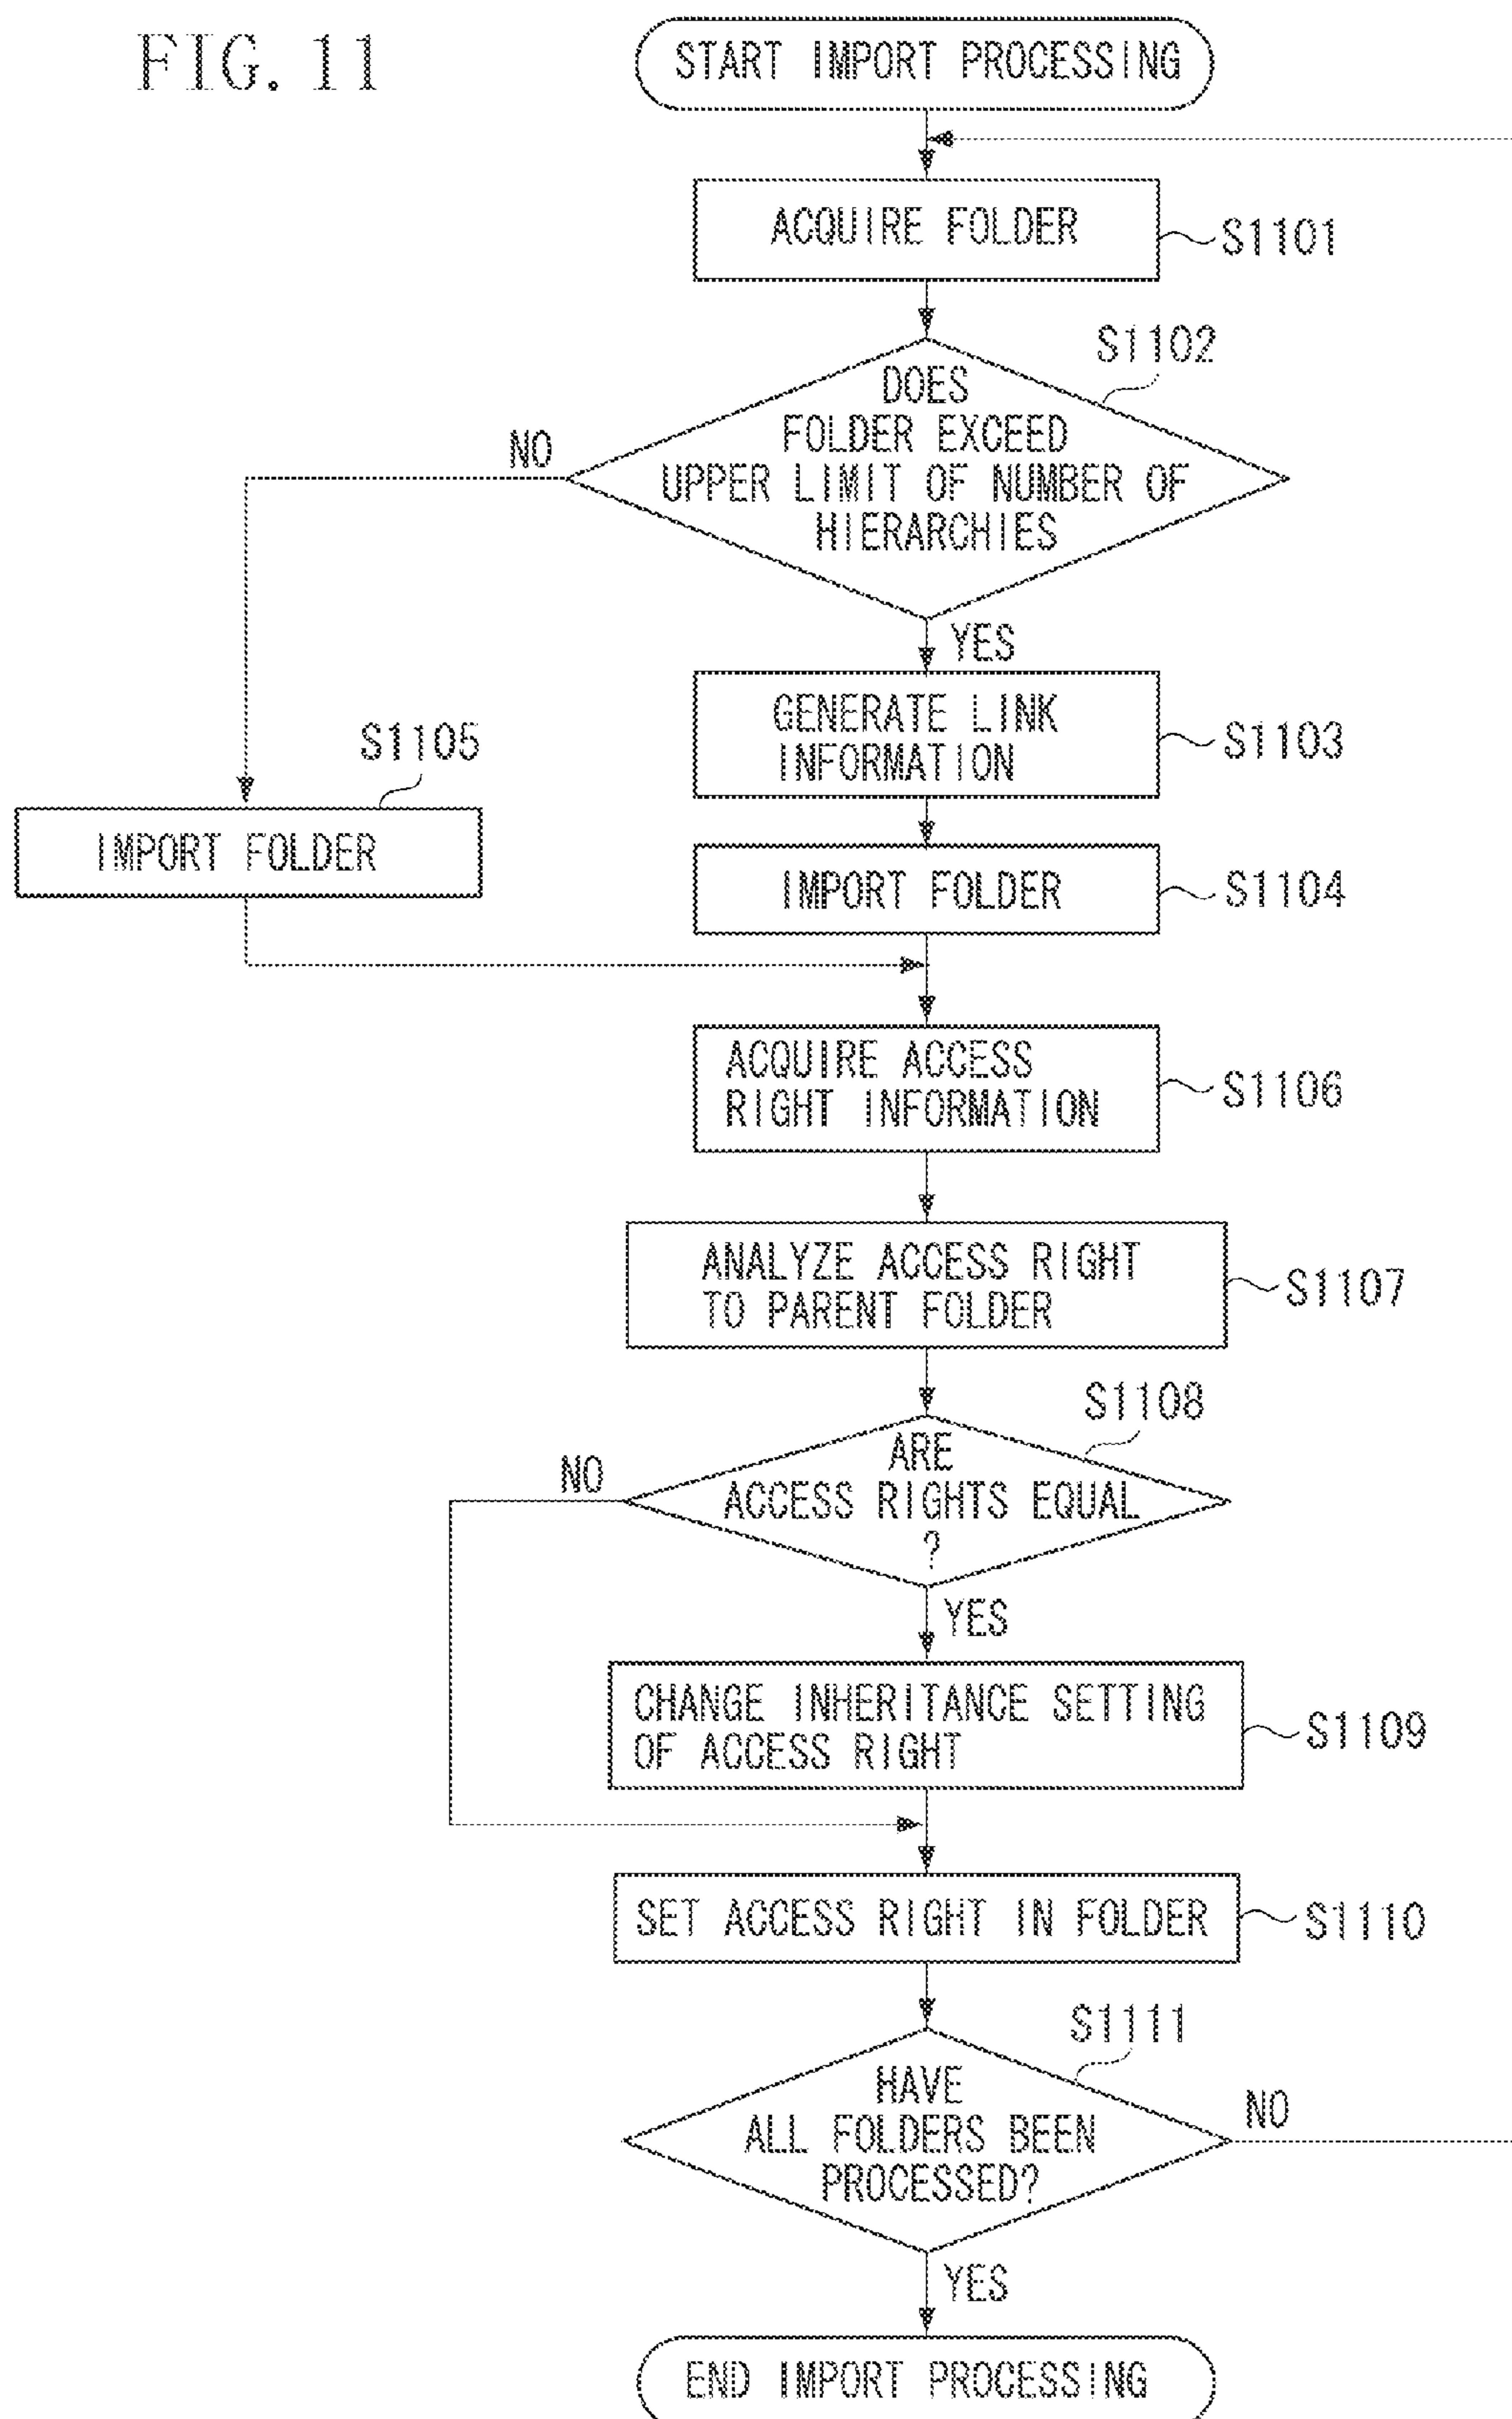 FIG. 11
START IMPORT PROCESSING
ACQUIRE FOLDER
S1101
S1102
DOES
FOLDER EXCEED
UPPER LIMIT OF NUMBER OF
HIERARCHIES
NO
YES
GENERATE LINK
INFORMATION
S1103
S1105
IMPORT FOLDER
IMPORT FOLDER
S1104
ACQUIRE ACCESS
RIGHT INFORMATION
S1106
ANALYZE ACCESS RIGHT
TO PARENT FOLDER
S1107
S1108
ARE
ACCESS RIGHTS EQUAL
?
NO
YES
CHANGE INHERITANCE SETTING
OF ACCESS RIGHT
S1109
SET ACCESS RIGHT IN FOLDER
S1110
S1111
HAVE
ALL FOLDERS BEEN
PROCESSED?
NO
YES
END IMPORT PROCESSING